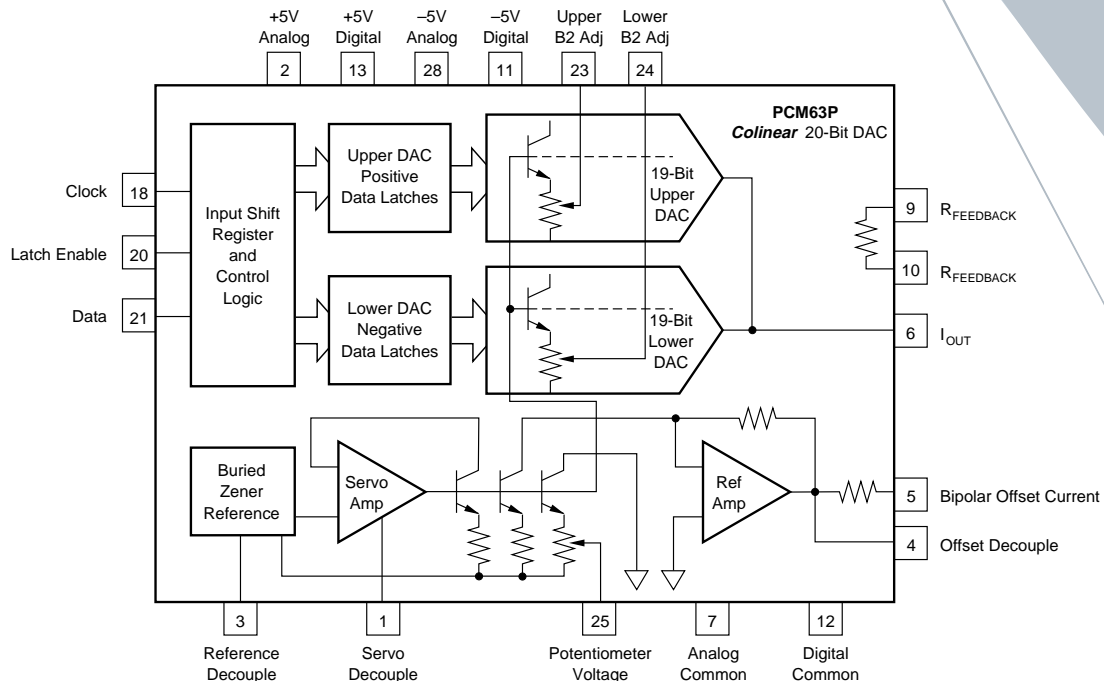 +5V
Analog
+5V
Digital
–5V
Analog
–5V
Digital
Upper
B2 Adj
Lower
B2 Adj
2
13
28
11
23
24
PCM63P
Colinear 20-Bit DAC
Clock
18
Latch Enable
20
Data
21
Input Shift
Register
and
Control
Logic
Upper DAC
Positive
Data Latches
19-Bit
Upper
DAC
Lower DAC
Negative
Data Latches
19-Bit
Lower
DAC
9
RFEEDBACK
10
RFEEDBACK
6
IOUT
Buried
Zener
Reference
Servo
Amp
Ref
Amp
5
Bipolar Offset Current
4
Offset Decouple
3
1
25
7
12
Reference
Decouple
Servo
Decouple
Potentiometer
Voltage
Analog
Common
Digital
Common